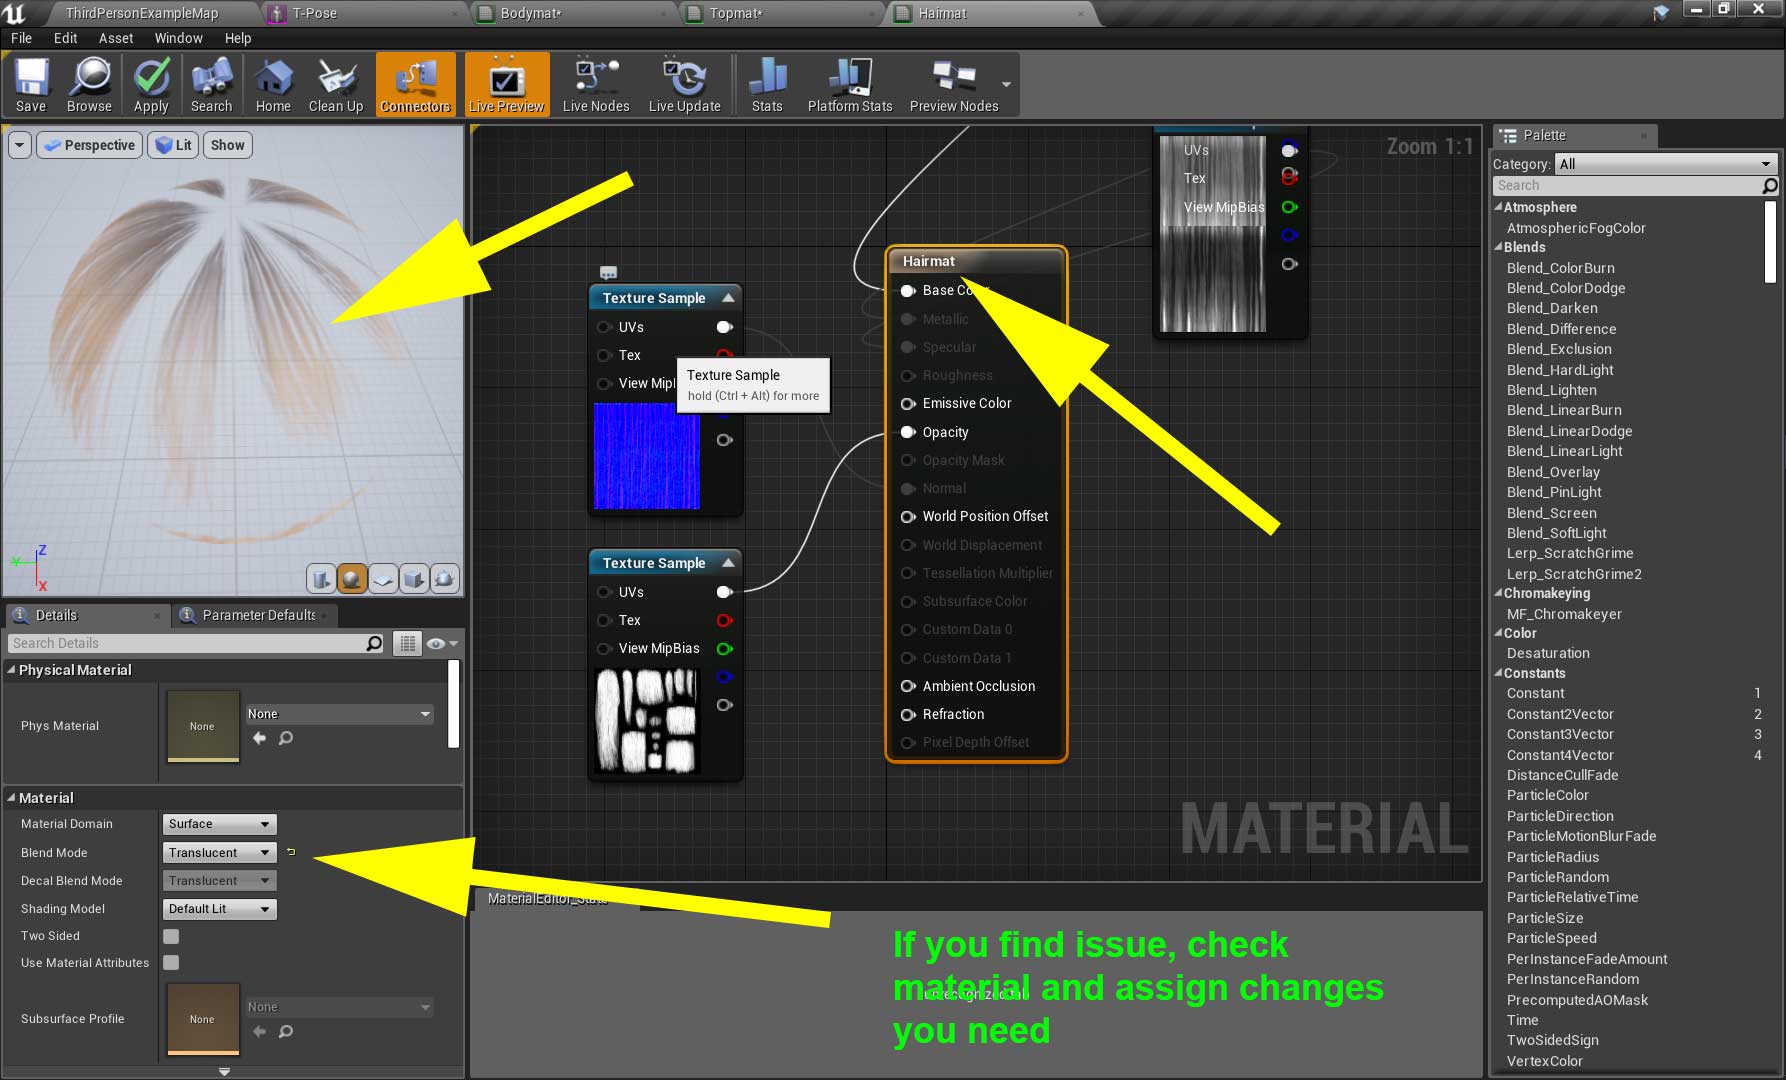 ThirdPersonExampleMap
T-Pose
Bodymat*
Topmat*
Hairmat
File Edit Asset Window Help
Save Browse Apply Search Home Clean Up Connectors Live Preview Live Nodes Live Update Stats Platform Stats Preview Nodes
Perspective Lit Show
Zoom 1:1
UVs
Tex
View MipBias
Texture Sample
UVs
Tex
Texture Sample
hold (Ctrl + Alt) for more
Texture Sample
UVs
Tex
View MipBias
Hairmat
Metallic
Specular
Roughness
Emissive Color
Opacity
Opacity Mask
Normal
World Position Offset
World Displacement
Tessellation Multiplier
Subsurface Color
Custom Data 0
Custom Data 1
Ambient Occlusion
Refraction
Pixel Depth Offset
MATERIAL
Z
Y
X
Details
Parameter Defaults
Search Details
Physical Material
Phys Material
None
None
Material
Material Domain Surface
Blend Mode Translucent
Decal Blend Mode Translucent
Shading Model Default Lit
Two Sided
Use Material Attributes
Subsurface Profile
None
None
If you find issue, check
material and assign changes
you need
Palette
Category: All
Search
Atmosphere
AtmosphericFogColor
Blends
Blend_ColorBurn
Blend_ColorDodge
Blend_Darken
Blend_Difference
Blend_Exclusion
Blend_HardLight
Blend_Lighten
Blend_LinearBurn
Blend_LinearDodge
Blend_LinearLight
Blend_Overlay
Blend_PinLight
Blend_Screen
Blend_SoftLight
Lerp_ScratchGrime
Lerp_ScratchGrime2
Chromakeying
MF_Chromakeyer
Color
Desaturation
Constants
Constant 1
Constant2Vector 2
Constant3Vector 3
Constant4Vector 4
DistanceCullFade
ParticleColor
ParticleDirection
ParticleMotionBlurFade
ParticleRadius
ParticleRandom
ParticleRelativeTime
ParticleSize
ParticleSpeed
PerInstanceFadeAmount
PerInstanceRandom
PrecomputedAOMask
Time
TwoSidedSign
VertexColor